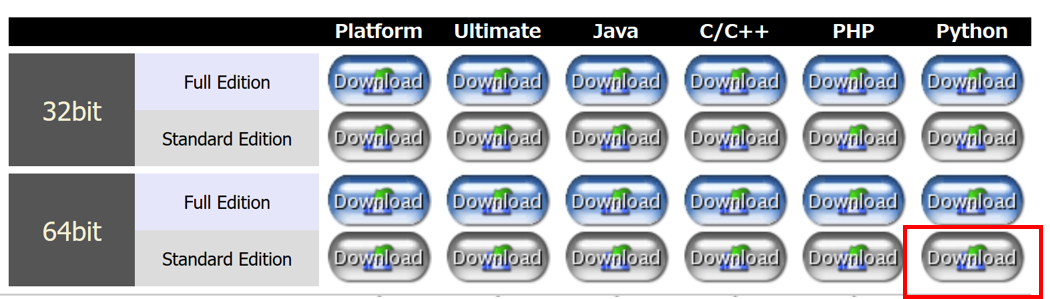 Platform Ultimate Java C/C++ PHP Python
32bit
Full Edition Download Download Download Download Download Download
Standard Edition Download Download Download Download Download Download
64bit
Full Edition Download Download Download Download Download Download
Standard Edition Download Download Download Download Download Download